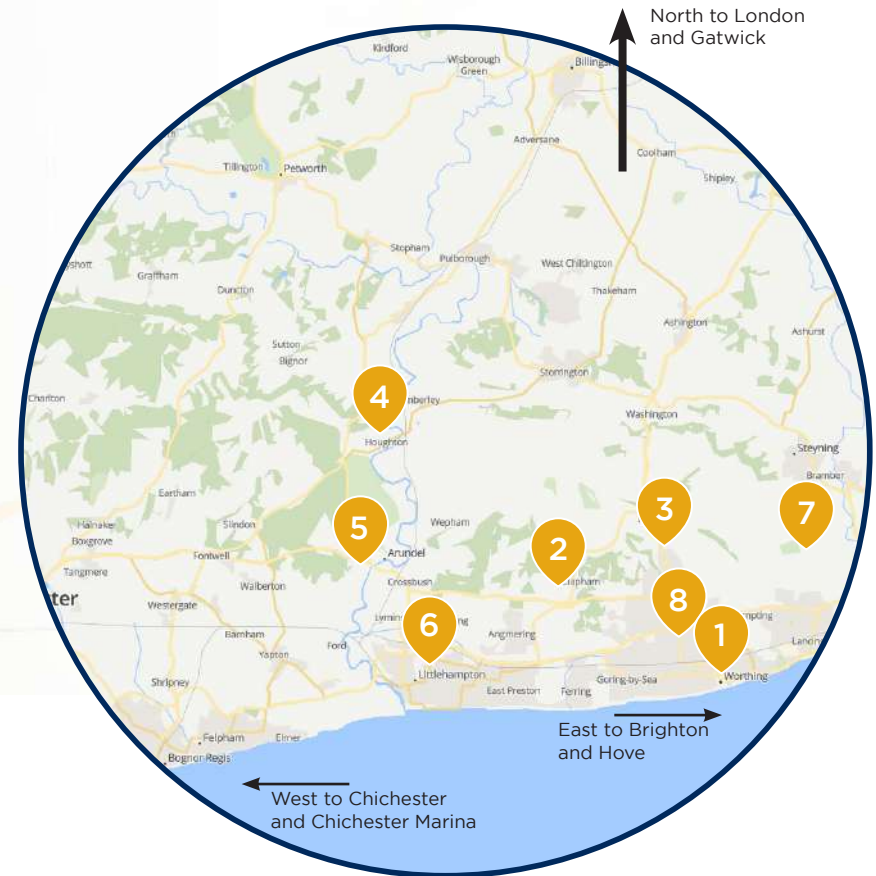 North to London
and Gatwick
Kirdford
Wisborough
Green
Adversane
Coolham
Tillington
Petworth
Shipley
Stopham
Pulborough
West Chiltington
Graffham
Duncton
Thakeham
Ashington
Ashurst
Sutton
Bignor
Storrington
Charlton
4
Washington
Houghton
Steyning
Bramber
Eartham
3
7
Halnaker
Boxgrove
Slindon
5
Wepham
2
Fontwell
Arundel
Tangmere
Walberton
Crossbush
8
Westergate
6
1
Barnham
Ford
Angmering
Yapton
Shripney
Littlehampton
East Preston
Ferring
Goring-by-Sea
Worthing
Felpham
Elmer
Bognor Regis
East to Brighton
and Hove
West to Chichester
and Chichester Marina